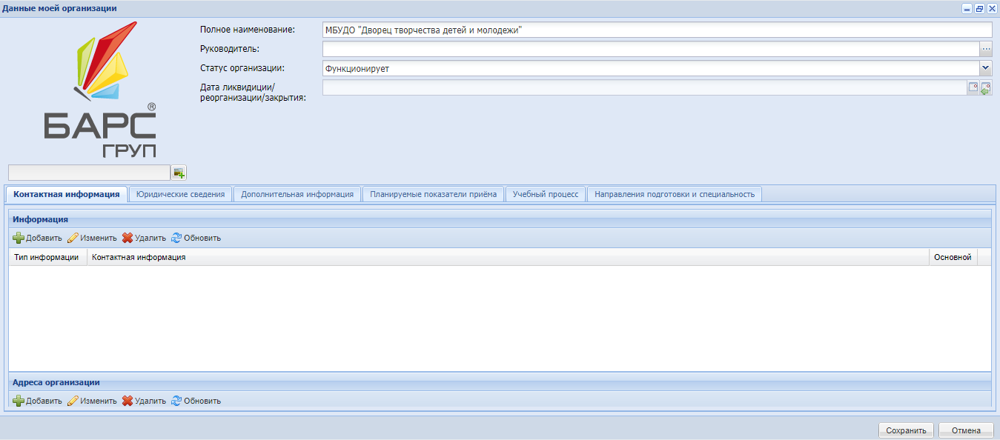 Данные моей организации
Полное наименование: МБУДО "Дворец творчества детей и молодежи"
Руководитель:
Статус организации: Функционирует
Дата ликвидиции/
реорганизации/закрытия:
®
БАРС
ГРУП
Контактная информация Юридические сведения Дополнительная информация Планируемые показатели приёма Учебный процесс Направления подготовки и специальность
Информация
Добавить Изменить Удалить Обновить
Тип информации Контактная информация Основной
Адреса организации
Добавить Изменить Удалить Обновить
Сохранить Отмена